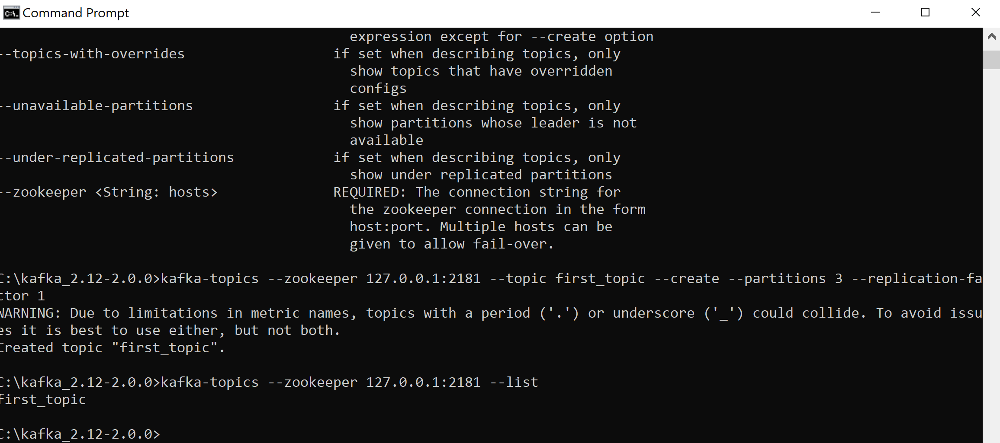 Command Prompt
expression except for --create option
--topics-with-overrides if set when describing topics, only
show topics that have overridden
configs
--unavailable-partitions if set when describing topics, only
show partitions whose leader is not
available
--under-replicated-partitions if set when describing topics, only
show under replicated partitions
--zookeeper <String: hosts> REQUIRED: The connection string for
the zookeeper connection in the form
host:port. Multiple hosts can be
given to allow fail-over.
C:\kafka_2.12-2.0.0>kafka-topics --zookeeper 127.0.0.1:2181 --topic first_topic --create --partitions 3 --replication-fa
ctor 1
WARNING: Due to limitations in metric names, topics with a period ('.') or underscore ('_') could collide. To avoid issu
es it is best to use either, but not both.
Created topic "first_topic".
C:\kafka_2.12-2.0.0>kafka-topics --zookeeper 127.0.0.1:2181 --list
first_topic
C:\kafka_2.12-2.0.0>